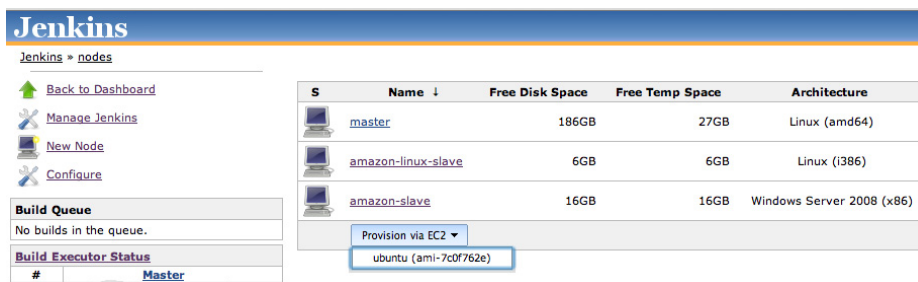 Jenkins
Jenkins » nodes
Back to Dashboard
Manage Jenkins
New Node
Configure
Build Queue
No builds in the queue.
Build Executor Status
# Master
S Name ↓ Free Disk Space Free Temp Space Architecture
master 186GB 27GB Linux (amd64)
amazon-linux-slave 6GB 6GB Linux (i386)
amazon-slave 16GB 16GB Windows Server 2008 (x86)
Provision via EC2 ▼
ubuntu (ami-7c0f762e)